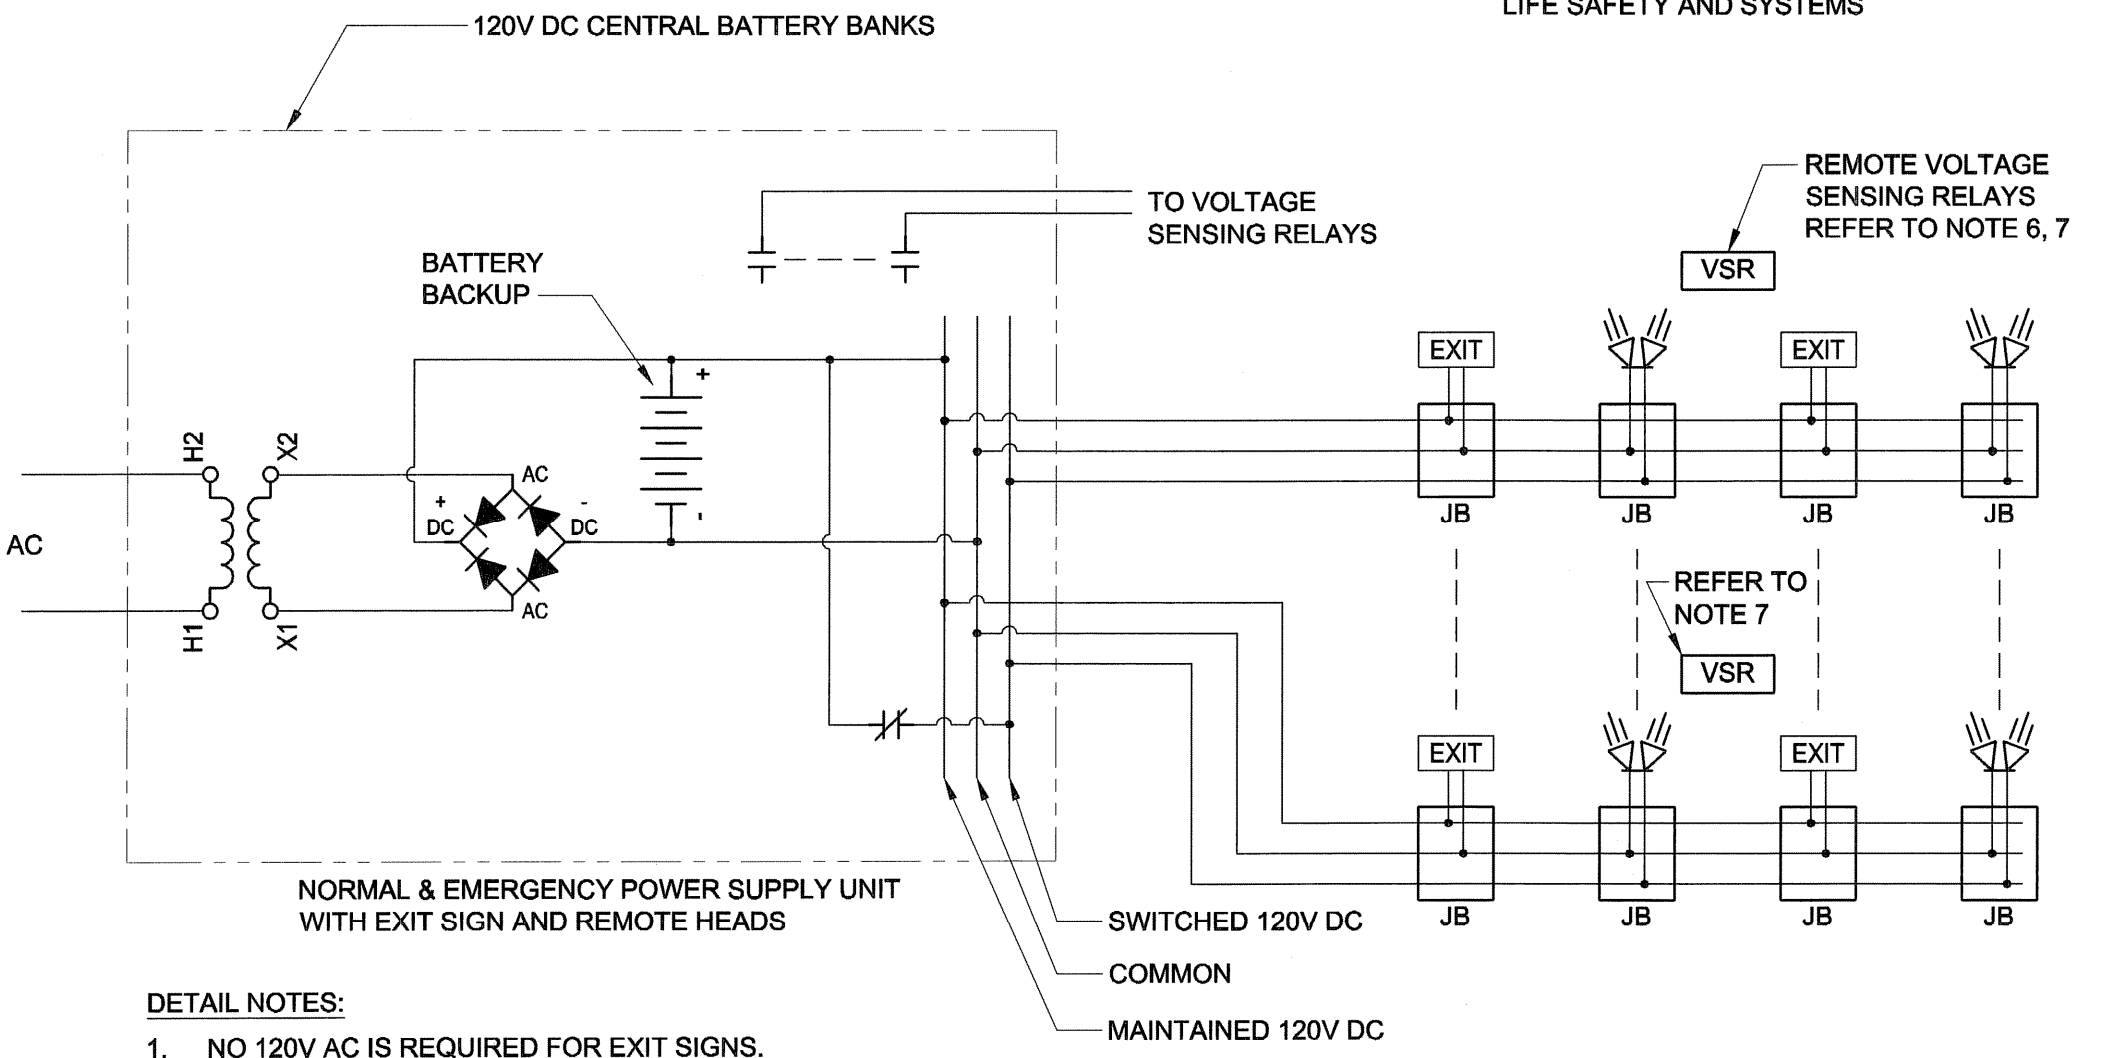 LIFE SAFETY AND SYSTEMS
120V DC CENTRAL BATTERY BANKS
REMOTE VOLTAGE
SENSING RELAYS
REFER TO NOTE 6, 7
TO VOLTAGE
SENSING RELAYS
BATTERY
BACKUP
VSR
EXIT
EXIT
+
H2
X2
AC
+
-
DC
DC
-
AC
AC
H1
X1
JB
JB
JB
JB
REFER TO
NOTE 7
VSR
EXIT
EXIT
JB
JB
JB
JB
NORMAL & EMERGENCY POWER SUPPLY UNIT
WITH EXIT SIGN AND REMOTE HEADS
SWITCHED 120V DC
COMMON
MAINTAINED 120V DC
DETAIL NOTES:
1. NO 120V AC IS REQUIRED FOR EXIT SIGNS.